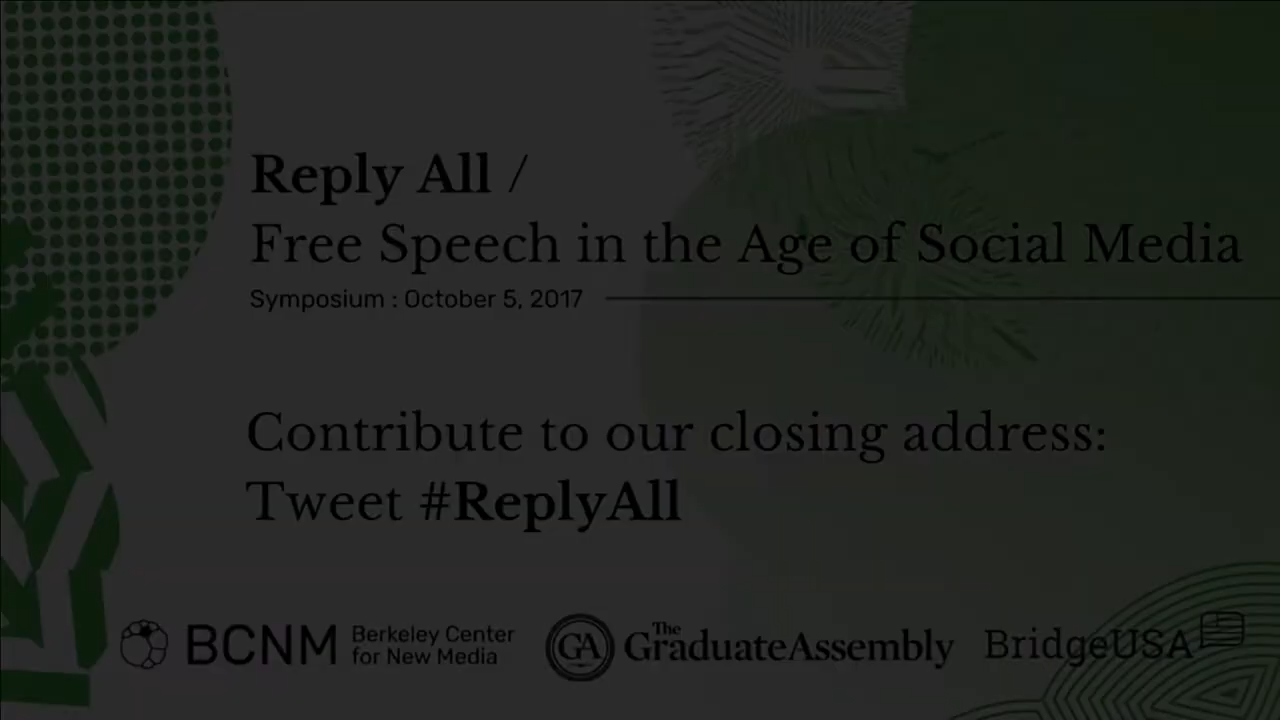 Reply All /
Free Speech in the Age of Social Media
Symposium : October 5, 2017
Contribute to our closing address:
Tweet #ReplyAll
BCNM Berkeley Center for New Media
GA The GraduateAssembly
BridgeUSA